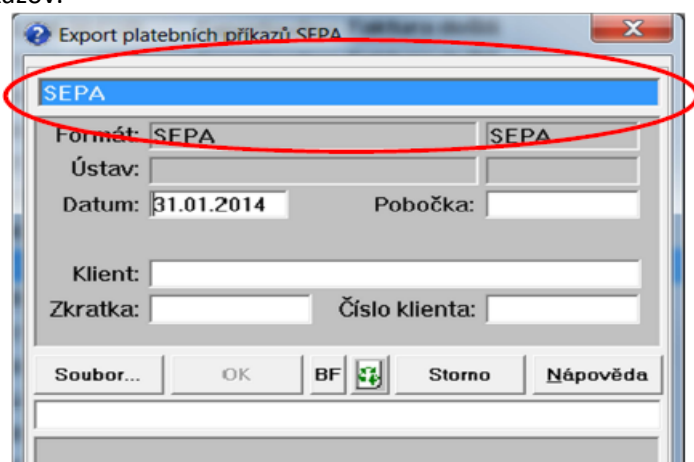 Export platebních příkazů SEPA
SEPA
Formát: SEPA SEPA
Ústav:
Datum: 31.01.2014 Pobočka:
Klient:
Zkratka: Číslo klienta:
Soubor... OK BF Storno Nápověda